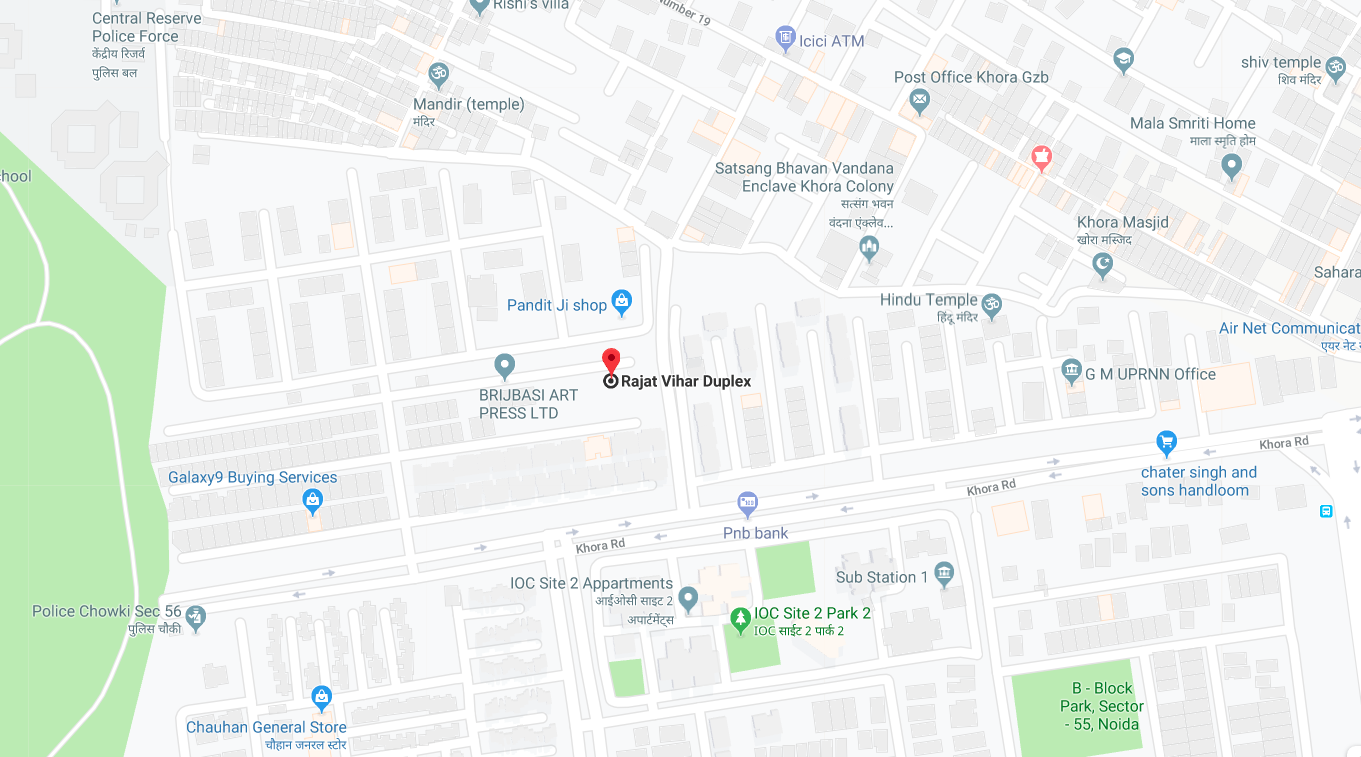 Rishi's Villa
Number 19
Central Reserve
Police Force
केंद्रीय रिजर्व
पुलिस बल
Icici ATM
shiv temple
शिव मंदिर
Post Office Khora Gzb
Mandir (temple)
मंदिर
Mala Smriti Home
माला स्मृति होम
hool
Satsang Bhavan Vandana
Enclave Khora Colony
सत्संग भवन
वंदना एंक्लेव...
Khora Masjid
खोरा मस्जिद
Sahara
Pandit Ji shop
Hindu Temple
हिंदू मंदिर
Air Net Communicat
एयर नेट
Rajat Vihar Duplex
G M UPRNN Office
BRIJBASI ART
PRESS LTD
Khora Rd
Galaxy9 Buying Services
chater singh and
sons handloom
Khora Rd
Pnb bank
Khora Rd
IOC Site 2 Appartments
आईओसी साइट 2
अपार्टमेंट्स
Sub Station 1
Police Chowki Sec 56
पुलिस चौकी
IOC Site 2 Park 2
IOC साईट 2 पार्क 2
B - Block
Park, Sector
- 55, Noida
Chauhan General Store
चौहान जनरल स्टोर